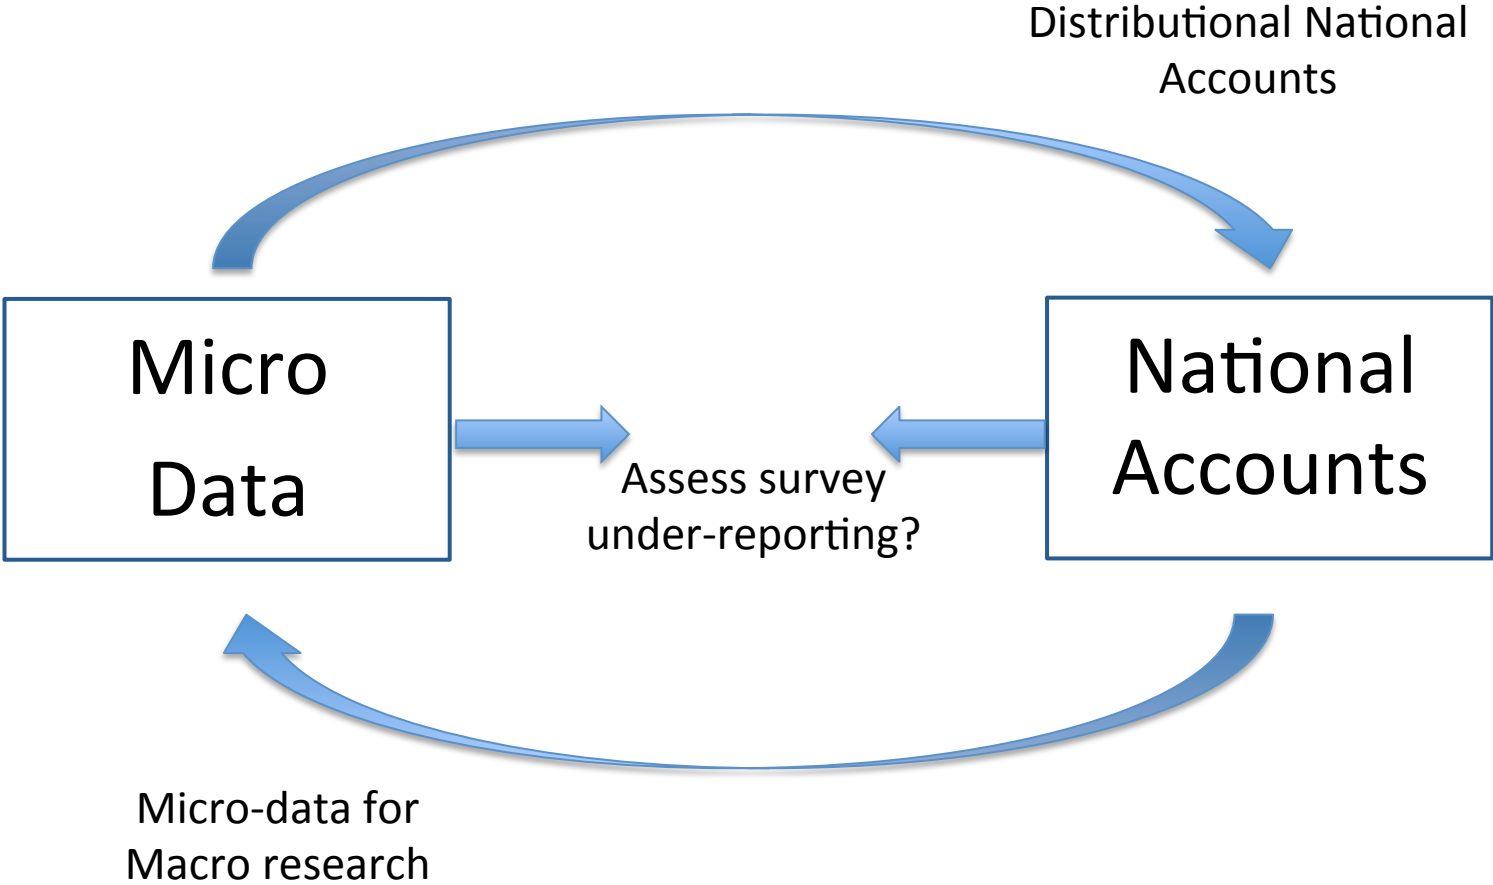 Distributional National
Accounts
Micro
Data
National
Accounts
Assess survey
under-reporting?
Micro-data for
Macro research